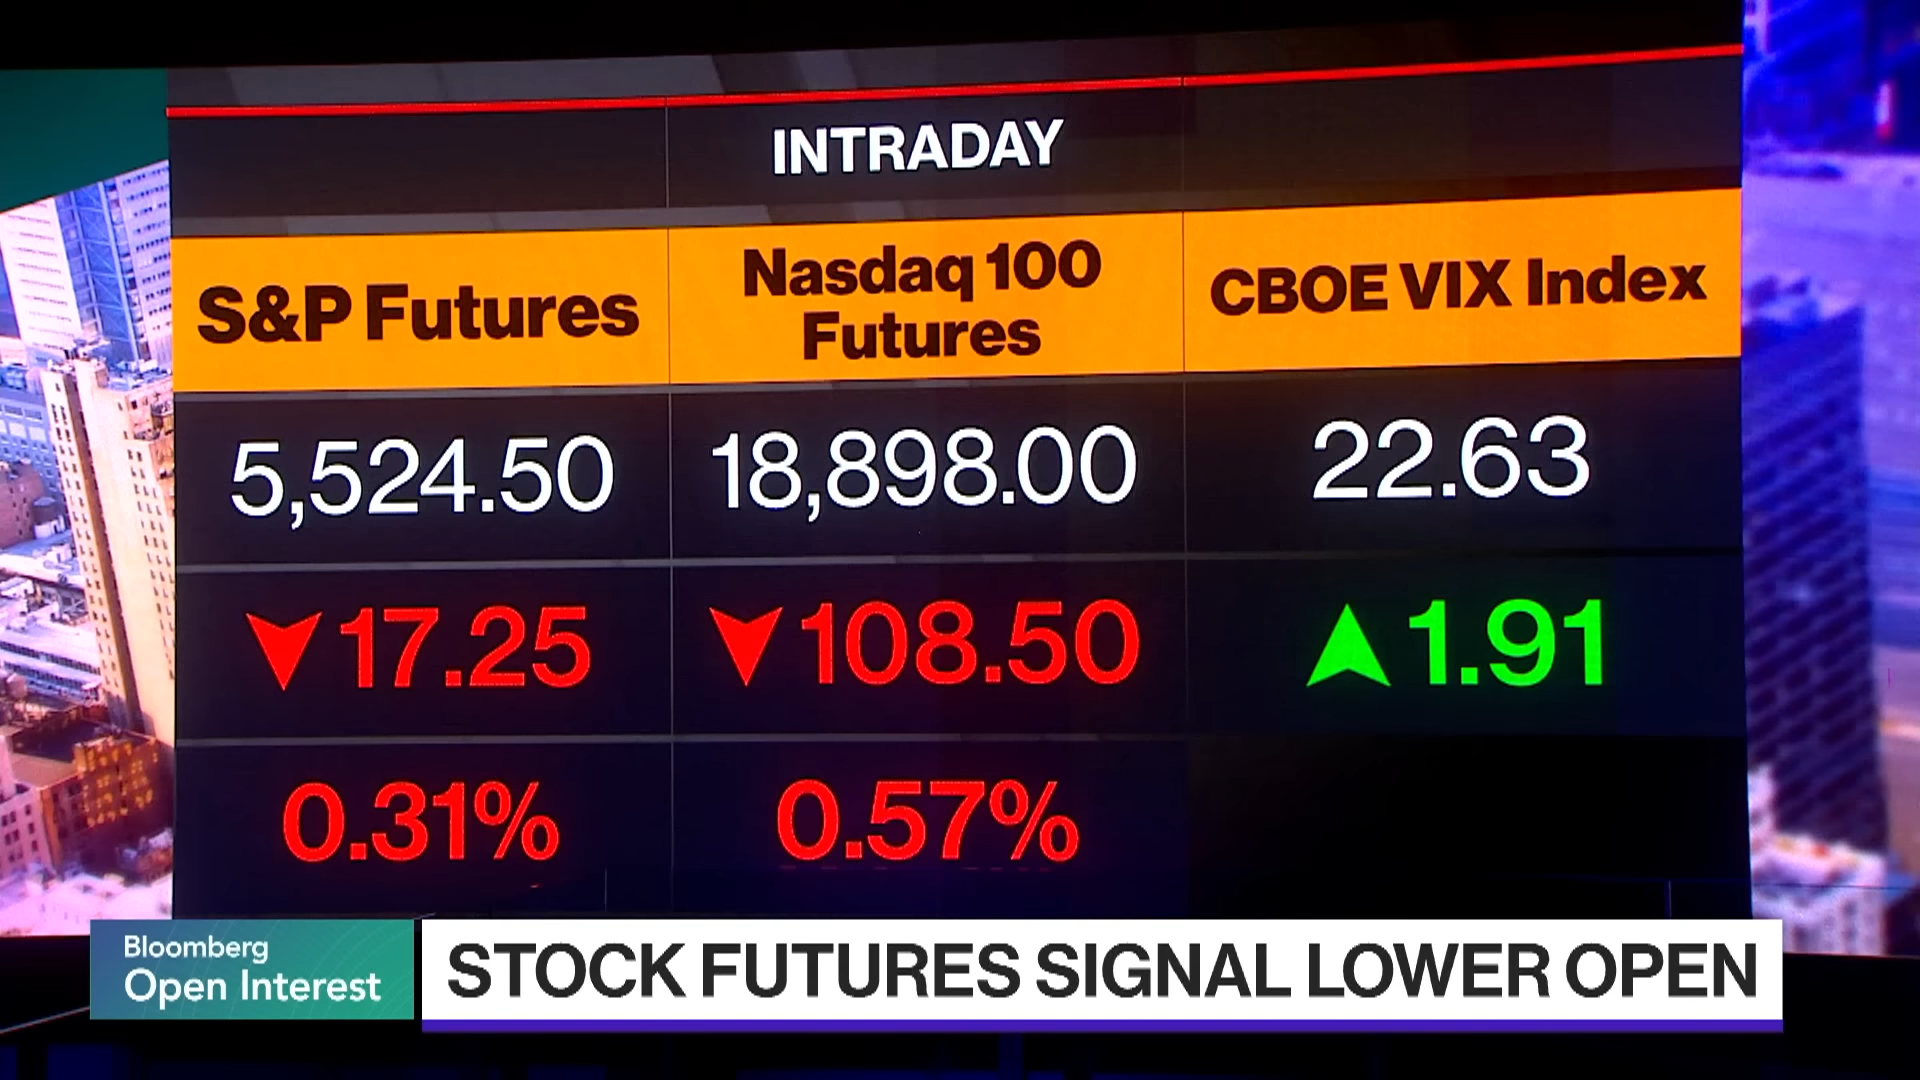 INTRADAY
S&P Futures
Nasdaq 100
Futures
CBOE VIX Index
5,524.50
18,898.00
22.63
▼17.25
▼108.50
▲1.91
0.31%
0.57%
Bloomberg
Open Interest
STOCK FUTURES SIGNAL LOWER OPEN